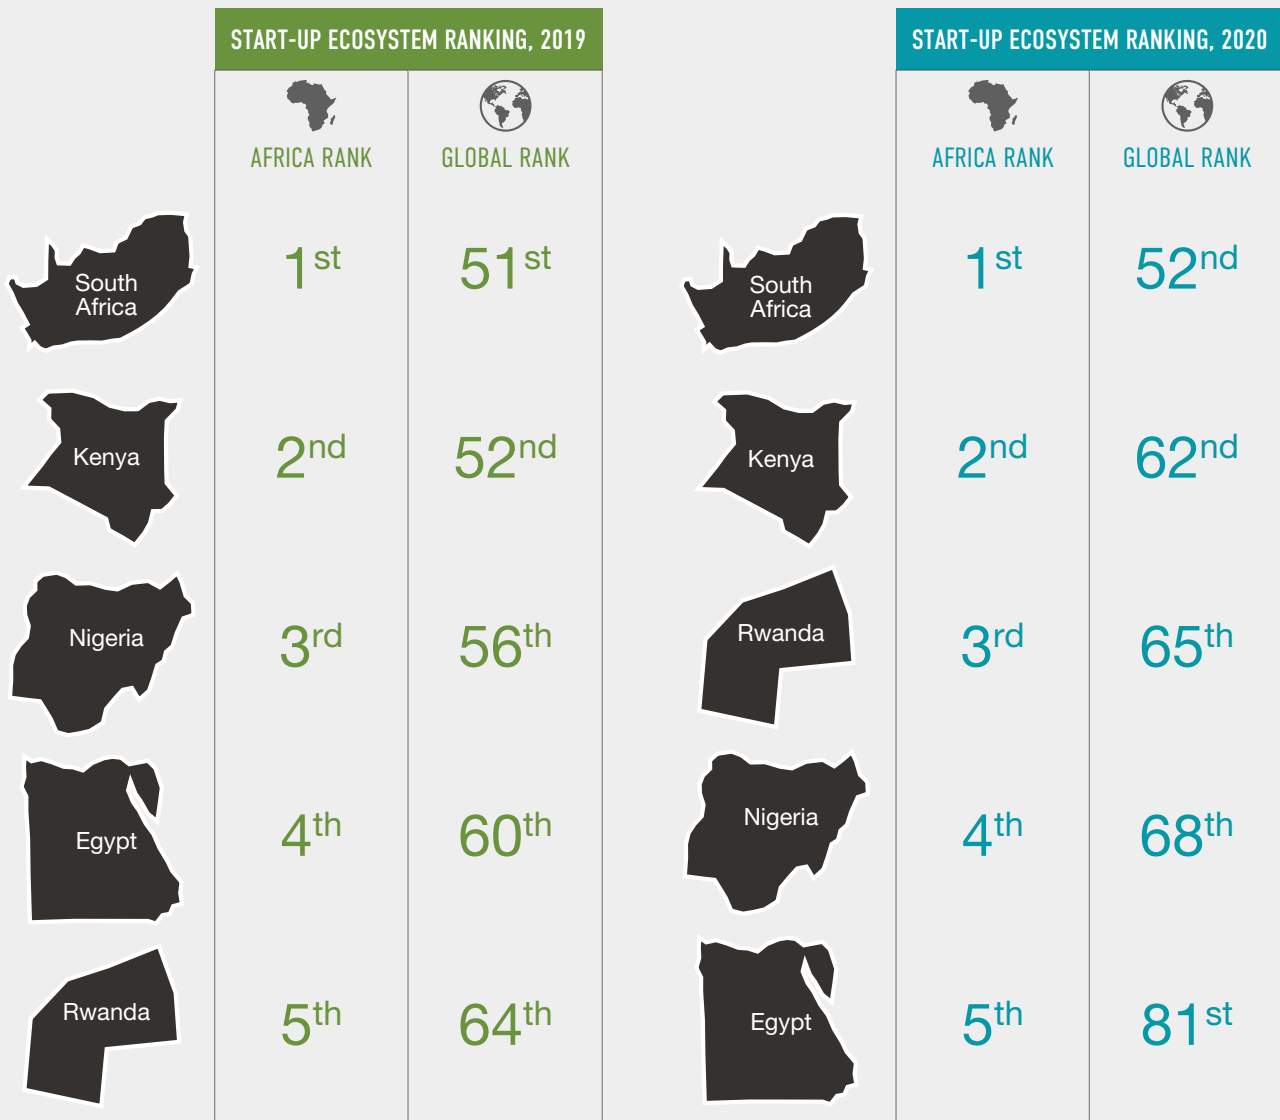 START-UP ECOSYSTEM RANKING, 2019
AFRICA RANK
GLOBAL RANK
South
Africa
1st
51st
Kenya
2nd
52nd
Nigeria
3rd
56th
Egypt
4th
60th
Rwanda
5th
64th
START-UP ECOSYSTEM RANKING, 2020
AFRICA RANK
GLOBAL RANK
South
Africa
1st
52nd
Kenya
2nd
62nd
Rwanda
3rd
65th
Nigeria
4th
68th
Egypt
5th
81st